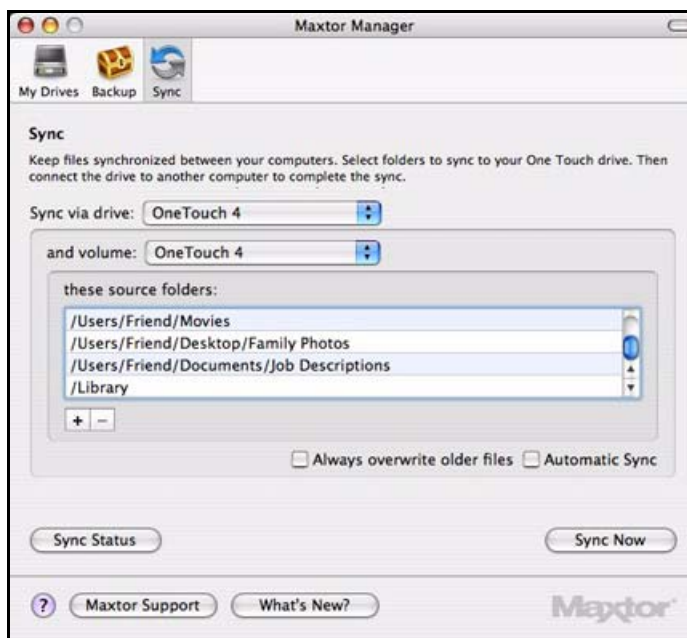 Maxtor Manager
My Drives Backup Sync
Sync
Keep files synchronized between your computers. Select folders to sync to your One Touch drive. Then
connect the drive to another computer to complete the sync.
Sync via drive: OneTouch 4
and volume: OneTouch 4
these source folders:
/Users/Friend/Movies
/Users/Friend/Desktop/Family Photos
/Users/Friend/Documents/Job Descriptions
/Library
+ −
Always overwrite older files Automatic Sync
Sync Status Sync Now
? Maxtor Support What's New? Maxtor